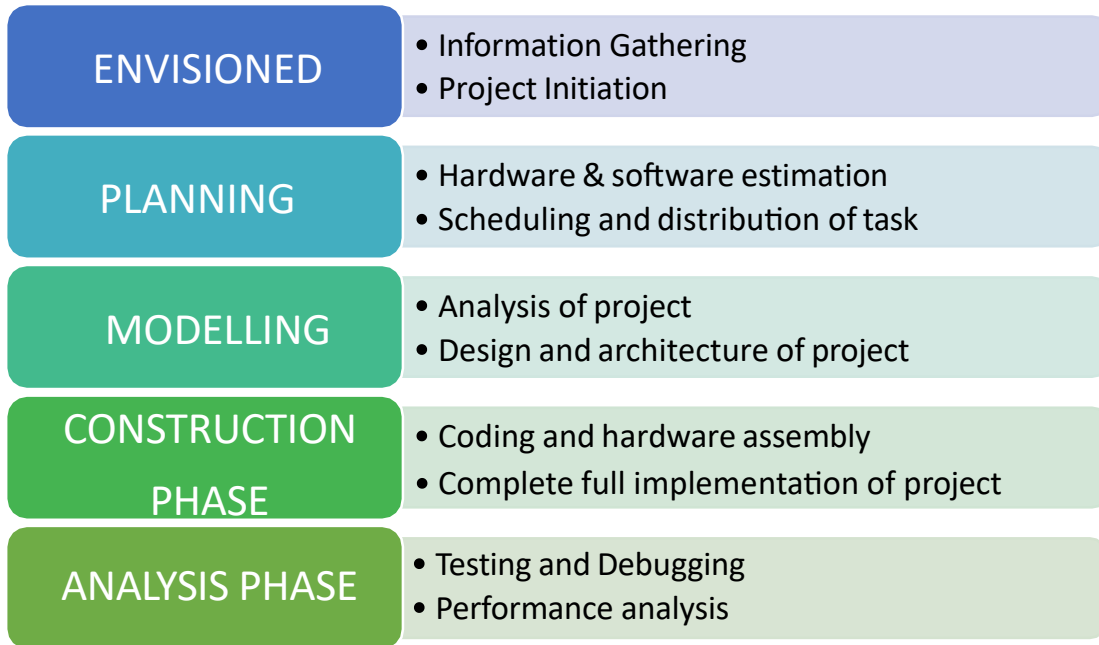 ENVISIONED
• Information Gathering
• Project Initiation
PLANNING
• Hardware & software estimation
• Scheduling and distribution of task
MODELLING
• Analysis of project
• Design and architecture of project
CONSTRUCTION
PHASE
• Coding and hardware assembly
• Complete full implementation of project
ANALYSIS PHASE
• Testing and Debugging
• Performance analysis